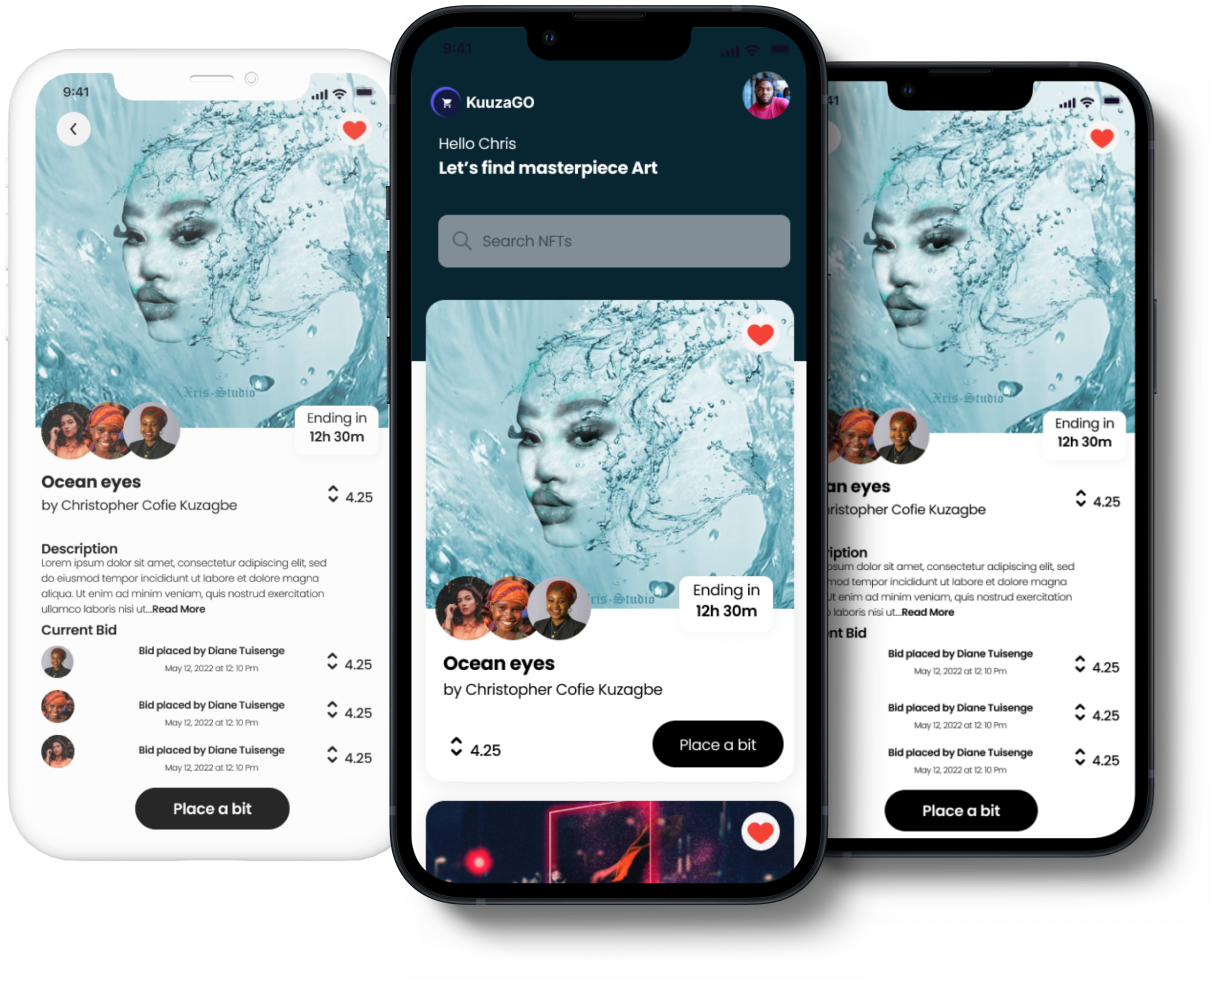 9:41
Xris-Studio
Ending in
12h 30m
Ocean eyes
by Christopher Cofie Kuzagbe
4.25
Description
Lorem ipsum dolor sit amet, consectetur adipiscing elit, sed
do eiusmod tempor incididunt ut labore et dolore magna
aliqua. Ut enim ad minim veniam, quis nostrud exercitation
ullamco laboris nisi ut...Read More
Current Bid
Bid placed by Diane Tuisenge
May 12, 2022 at 12: 10 Pm
4.25
Bid placed by Diane Tuisenge
May 12, 2022 at 12: 10 Pm
4.25
Bid placed by Diane Tuisenge
May 12, 2022 at 12: 10 Pm
4.25
Place a bit
9:41
KuuzaGO
Hello Chris
Let's find masterpiece Art
Search NFTs
ris-Studio
Ending in
12h 30m
Ocean eyes
by Christopher Cofie Kuzagbe
4.25
Place a bit
41
Xris-Studio
Ending in
12h 30m
an eyes
ristopher Cofie Kuzagbe
4.25
ription
osum dolor sit amet, consectetur adipiscing elit, sed
mod tempor incididunt ut labore et dolore magna
Ut enim ad minim veniam, quis nostrud exercitation
laboris nisi ut...Read More
nt Bid
Bid placed by Diane Tuisenge
May 12, 2022 at 12: 10 Pm
4.25
Bid placed by Diane Tuisenge
May 12, 2022 at 12: 10 Pm
4.25
Bid placed by Diane Tuisenge
May 12, 2022 at 12: 10 Pm
4.25
Place a bit